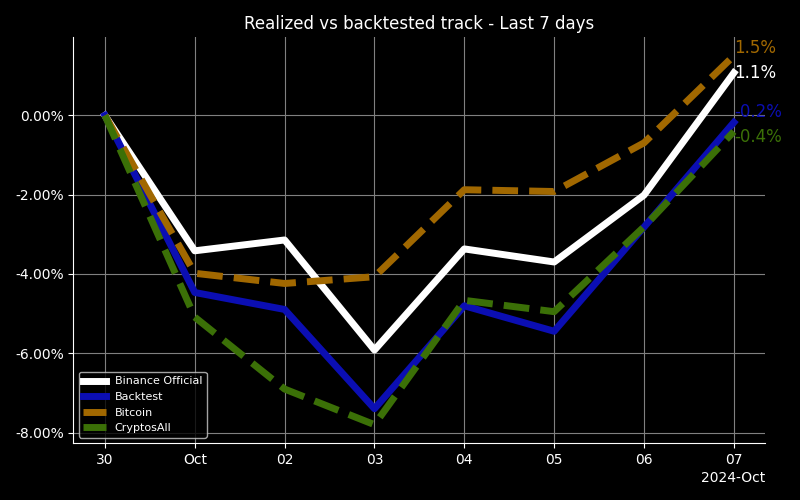 Realized vs backtested track - Last 7 days
1.5%
1.1%
-0.2%
-0.4%
0.00%
-2.00%
-4.00%
-6.00%
-8.00%
Binance Official
Backtest
Bitcoin
CryptosAll
30 Oct 02 03 04 05 06 07
2024-Oct